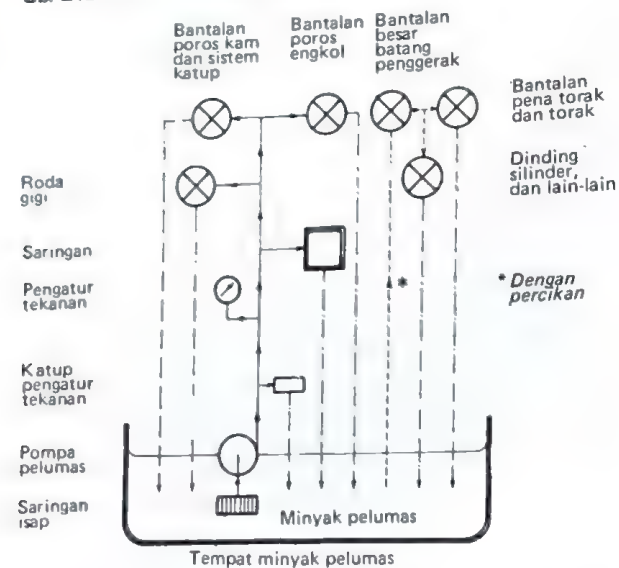 Bantalan
poros kam
dan sistem
katup
Bantalan
poros
engkol
Bantalan
besar
batang
penggerak
Bantalan
pena torak
dan torak
Dinding
silinder,
dan lain-lain
Roda
gigi
Saringan
Pengatur
tekanan
* Dengan
percikan
Katup
pengatur
tekanan
Pompa
pelumas
Saringan
isap
Minyak pelumas
*
Tempat minyak pelumas